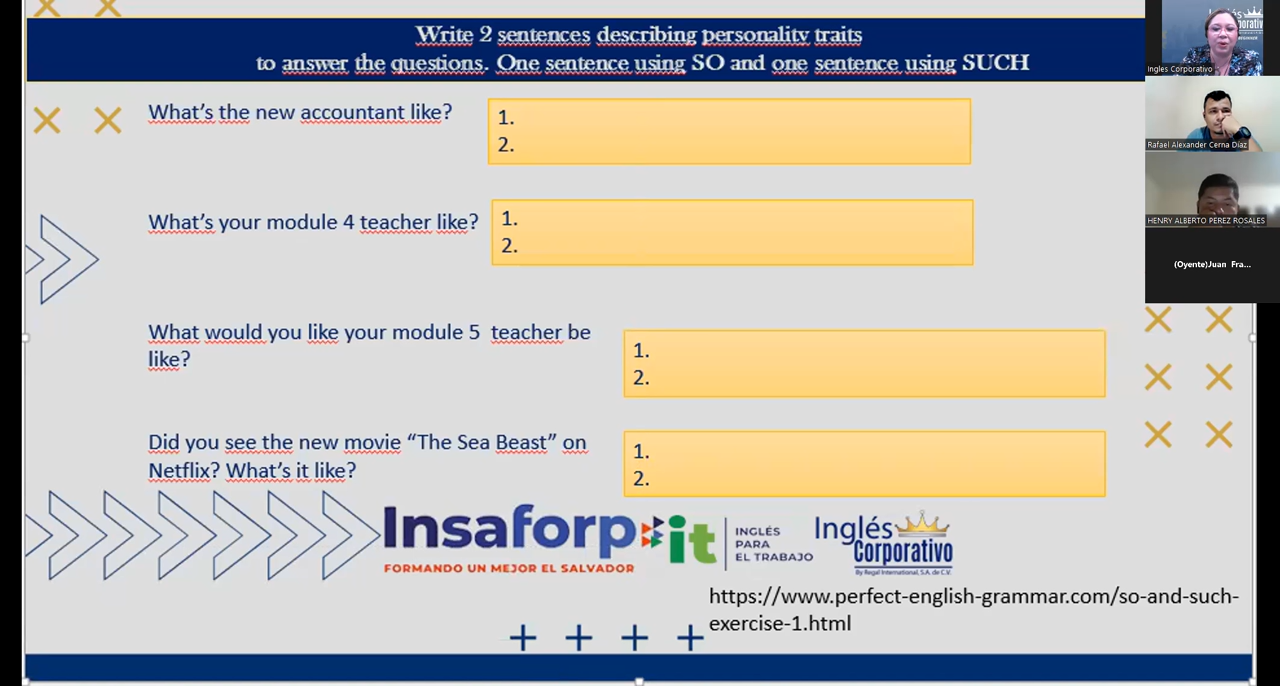 Write 2 sentences describing personality traits
to answer the questions. One sentence using SO and one sentence using SUCH
What's the new accountant like?
1.
2.
What's your module 4 teacher like?
1.
2.
What would you like your module 5 teacher be
like?
1.
2.
Did you see the new movie “The Sea Beast” on
Netflix? What's it like?
1.
2.
Insaforp it
FORMANDO UN MEJOR EL SALVADOR
INGLÉS
PARA
EL TRABAJO
Inglés
Corporativo
By Regal International, S.A. de C.V.
https://www.perfect-english-grammar.com/so-and-such-
exercise-1.html
Ingles Corporativo
Rafael Alexander Cerna Díaz
HENRY ALBERTO PEREZ ROSALES
(Oyente)Juan Fra...